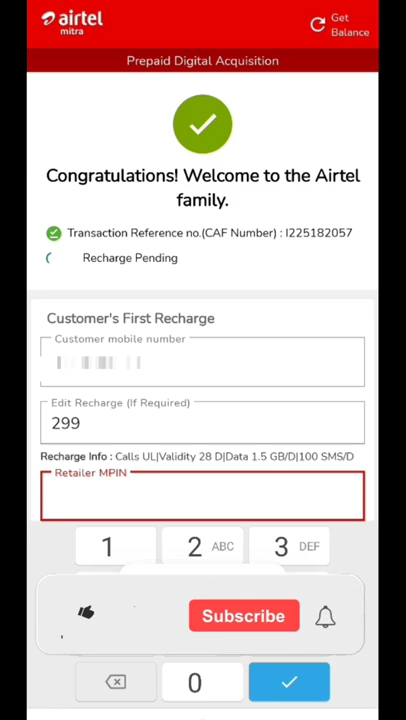 airtel
mitra
Get
Balance
Prepaid Digital Acquisition
Congratulations! Welcome to the Airtel
family.
Transaction Reference no.(CAF Number) : I225182057
Recharge Pending
Customer's First Recharge
Customer mobile number
Edit Recharge (If Required)
299
Recharge Info : Calls UL|Validity 28 D|Data 1.5 GB/D|100 SMS/D
Retailer MPIN
1
2 ABC
3 DEF
Subscribe
0